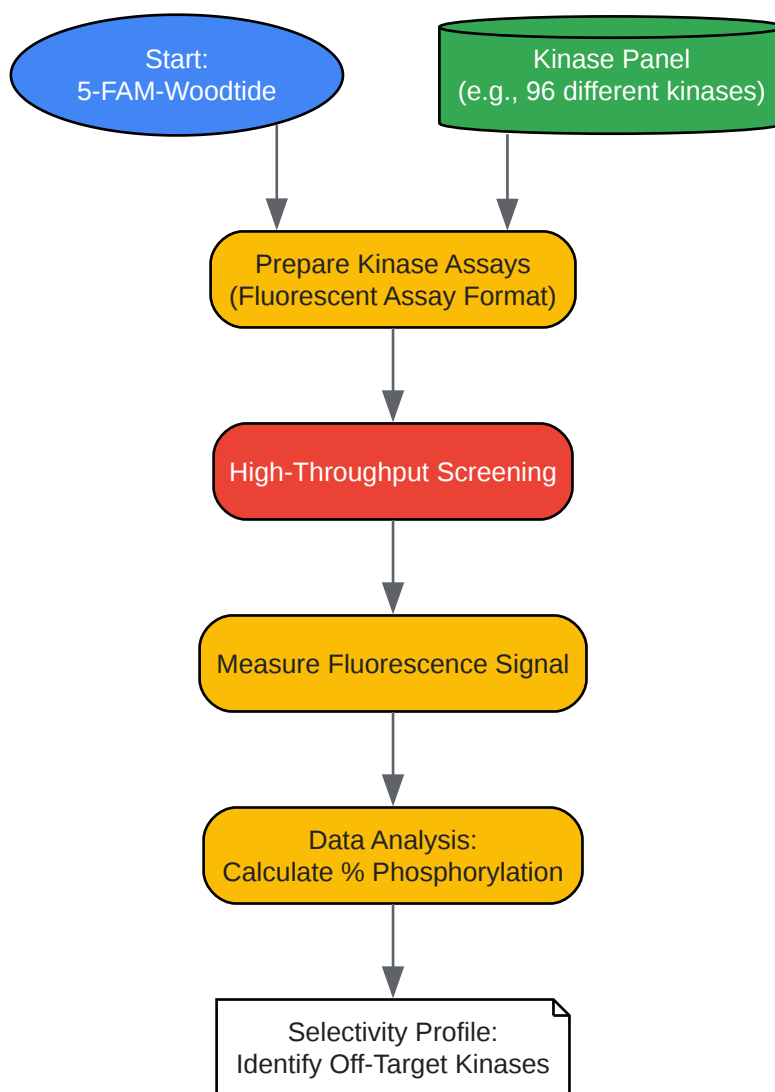 Start:
5-FAM-Woodtide
Kinase Panel
(e.g., 96 different kinases)
Prepare Kinase Assays
(Fluorescent Assay Format)
High-Throughput Screening
Measure Fluorescence Signal
Data Analysis:
Calculate % Phosphorylation
Selectivity Profile:
Identify Off-Target Kinases